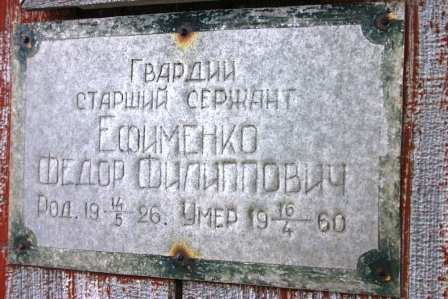 Гвардии
старший сержант
Ефименко
Федор Филиппович
Род. 19 14/5 26. Умер 19 16/4 60